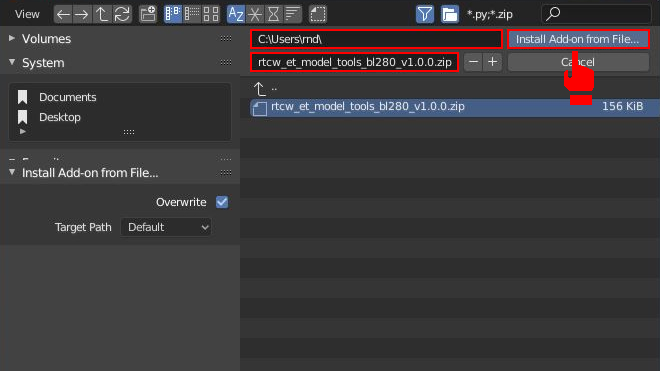 View
*.py;*.zip
Volumes
System
Documents
Desktop
Install Add-on from File...
Overwrite
Target Path Default
C:\Users\rnd\
Install Add-on from File...
rtcw_et_model_tools_bl280_v1.0.0.zip
Cancel
..
rtcw_et_model_tools_bl280_v1.0.0.zip 156 KiB